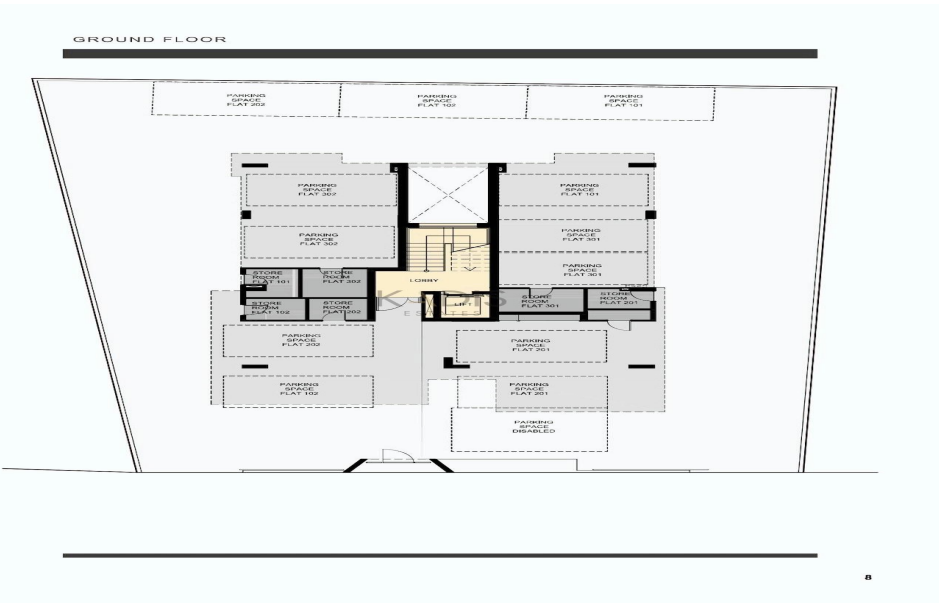 GROUND FLOOR
PARKING
SPACE
FLAT 202
PARKING
SPACE
FLAT 102
PARKING
SPACE
FLAT 101
PARKING
SPACE
FLAT 302
PARKING
SPACE
FLAT 101
PARKING
SPACE
FLAT 302
PARKING
SPACE
FLAT 301
PARKING
SPACE
FLAT 301
STORE
ROOM
FLAT 101
STORE
ROOM
FLAT 302
LOBBY
STORE
ROOM
FLAT 102
STORE
ROOM
FLAT 202
LIFT
KADIS
ESTATES
STORE
ROOM
FLAT 301
STORE
ROOM
FLAT 201
PARKING
SPACE
FLAT 202
PARKING
SPACE
FLAT 201
PARKING
SPACE
FLAT 102
PARKING
SPACE
FLAT 201
PARKING
SPACE
DISABLED
8